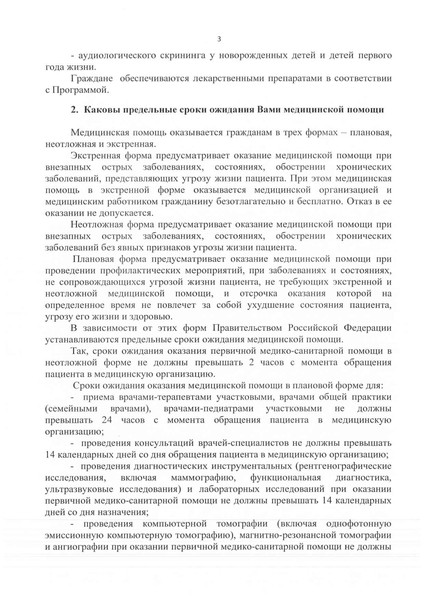 3
- аудиологического скрининга у новорожденных детей и детей первого
года жизни.
Граждане обеспечиваются лекарственными препаратами в соответствии
с Программой.
2. Каковы предельные сроки ожидания Вами медицинской помощи
Медицинская помощь оказывается гражданам в трех формах – плановая,
неотложная и экстренная.
Экстренная форма предусматривает оказание медицинской помощи при
внезапных острых заболеваниях, состояниях, обострении хронических
заболеваний, представляющих угрозу жизни пациента. При этом медицинская
помощь в экстренной форме оказывается медицинской организацией и
медицинским работником гражданину безотлагательно и бесплатно. Отказ в ее
оказании не допускается.
Неотложная форма предусматривает оказание медицинской помощи при
внезапных острых заболеваниях, состояниях, обострении хронических
заболеваний без явных признаков угрозы жизни пациента.
Плановая форма предусматривает оказание медицинской помощи при
проведении профилактических мероприятий, при заболеваниях и состояниях,
не сопровождающихся угрозой жизни пациента, не требующих экстренной и
неотложной медицинской помощи, и отсрочка оказания которой на
определенное время не повлечет за собой ухудшение состояния пациента,
угрозу его жизни и здоровью.
В зависимости от этих форм Правительством Российской Федерации
устанавливаются предельные сроки ожидания медицинской помощи.
Так, сроки ожидания оказания первичной медико-санитарной помощи в
неотложной форме не должны превышать 2 часов с момента обращения
пациента в медицинскую организацию.
Сроки ожидания оказания медицинской помощи в плановой форме для:
- приема врачами-терапевтами участковыми, врачами общей практики
(семейными врачами), врачами-педиатрами участковыми не должны
превышать 24 часов с момента обращения пациента в медицинскую
организацию;
- проведения консультаций врачей-специалистов не должны превышать
14 календарных дней со дня обращения пациента в медицинскую организацию;
- проведения диагностических инструментальных (рентгенографические
исследования, включая маммографию, функциональная диагностика,
ультразвуковые исследования) и лабораторных исследований при оказании
первичной медико-санитарной помощи не должны превышать 14 календарных
дней со дня назначения;
- проведения компьютерной томографии (включая однофотонную
эмиссионную компьютерную томографию), магнитно-резонансной томографии
и ангиографии при оказании первичной медико-санитарной помощи не должны